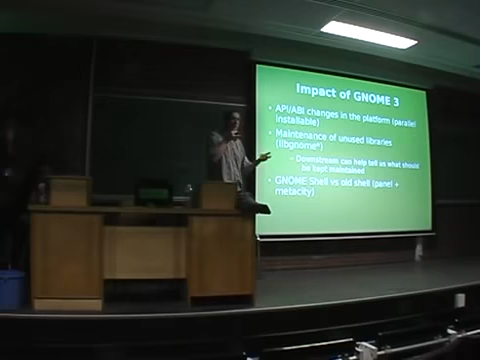 Impact of GNOME 3
• API/ABI changes in the platform (parallel
installable)
• Maintenance of unused libraries
(libgnome*)
– Downstream can help tell us what should
be kept maintained
• GNOME Shell vs old shell (panel +
metacity)